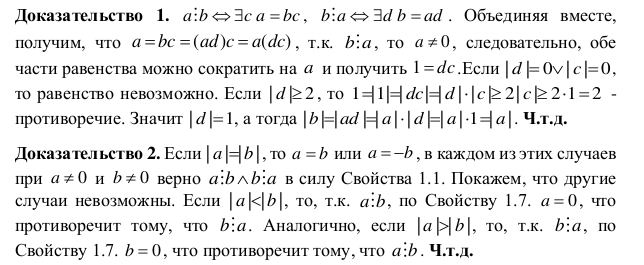 Доказательство 1. a⋮b ⇔ ∃c a = bc, b⋮a ⇔ ∃d b = ad . Объединяя вместе,
получим, что a = bc = (ad)c = a(dc) , т.к. b⋮a, то a ≠ 0, следовательно, обе
части равенства можно сократить на a и получить 1 = dc.Если |d|=0∨|c|=0,
то равенство невозможно. Если |d|≥2, то 1=|1|=|dc|=|d|·|c|≥2|c|≥2·1=2 -
противоречие. Значит |d|=1, а тогда |b|=|ad|=|a|·|d|=|a|·1=|a|. Ч.т.д.
Доказательство 2. Если |a|=|b|, то a = b или a = −b, в каждом из этих случаев
при a ≠ 0 и b ≠ 0 верно a⋮b ∧ b⋮a в силу Свойства 1.1. Покажем, что другие
случаи невозможны. Если |a|<|b|, то, т.к. a⋮b, по Свойству 1.7. a = 0, что
противоречит тому, что b⋮a. Аналогично, если |a|>|b|, то, т.к. b⋮a, по
Свойству 1.7. b = 0, что противоречит тому, что a⋮b. Ч.т.д.